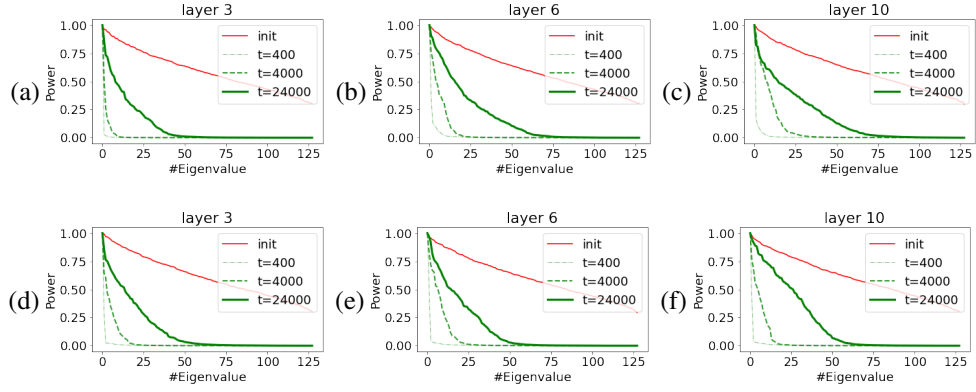 layer 3
(a)
Power
1.00
0.75
0.50
0.25
0.00
init
t=400
t=4000
t=24000
0 25 50 75 100 125
#Eigenvalue
layer 6
(b)
Power
1.00
0.75
0.50
0.25
0.00
init
t=400
t=4000
t=24000
0 25 50 75 100 125
#Eigenvalue
layer 10
(c)
Power
1.00
0.75
0.50
0.25
0.00
init
t=400
t=4000
t=24000
0 25 50 75 100 125
#Eigenvalue
layer 3
(d)
Power
1.00
0.75
0.50
0.25
0.00
init
t=400
t=4000
t=24000
0 25 50 75 100 125
#Eigenvalue
layer 6
(e)
Power
1.00
0.75
0.50
0.25
0.00
init
t=400
t=4000
t=24000
0 25 50 75 100 125
#Eigenvalue
layer 10
(f)
Power
1.00
0.75
0.50
0.25
0.00
init
t=400
t=4000
t=24000
0 25 50 75 100 125
#Eigenvalue